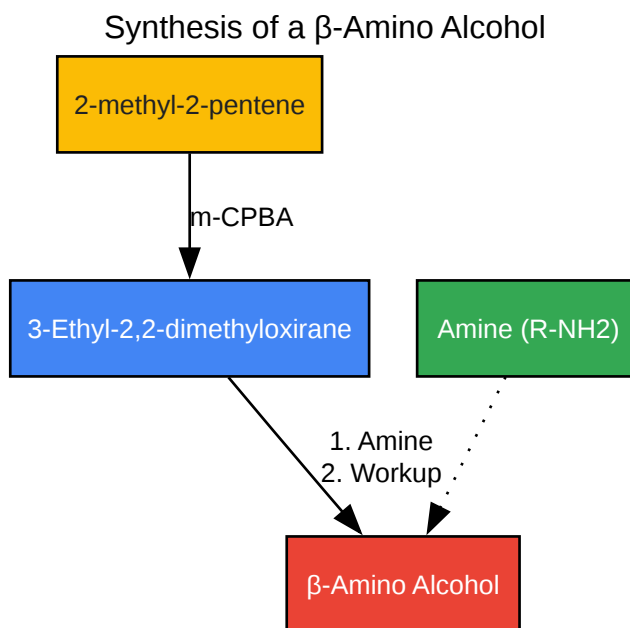 Synthesis of a β-Amino Alcohol
2-methyl-2-pentene
m-CPBA
3-Ethyl-2,2-dimethyloxirane
Amine (R-NH2)
1. Amine
2. Workup
β-Amino Alcohol